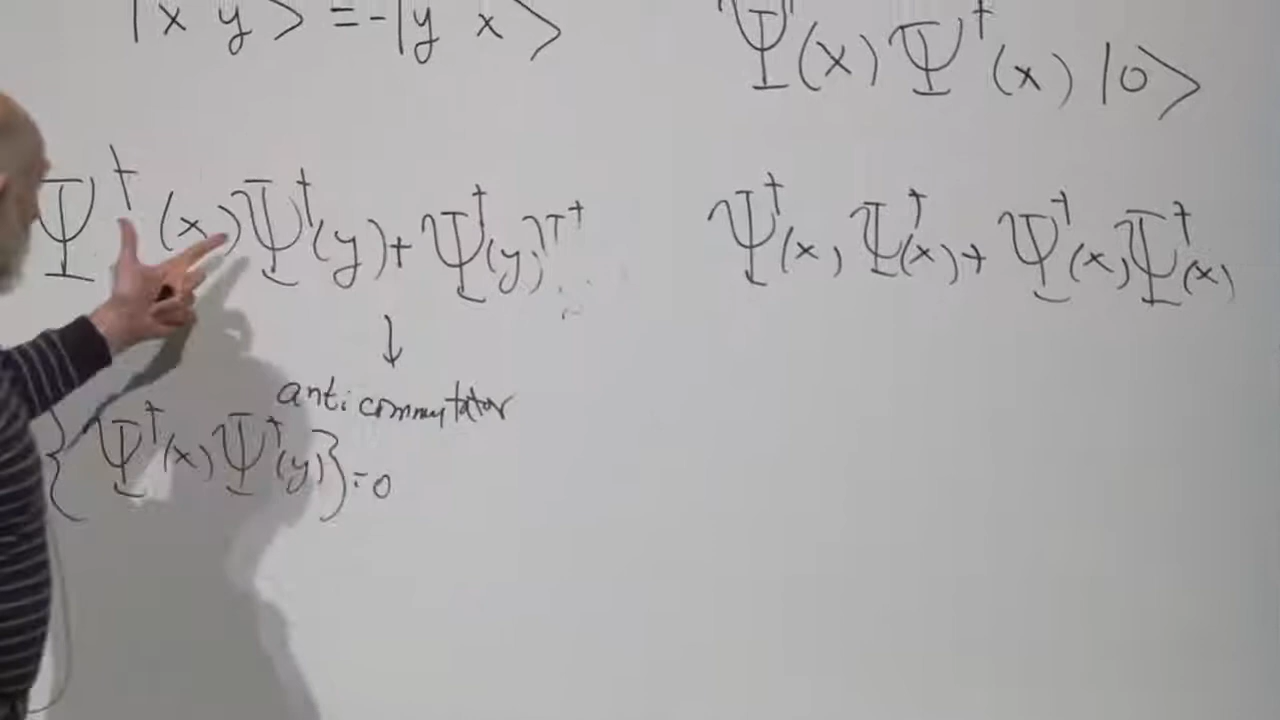 |x y> = -|y x>
Ψ†(x) Ψ†(y) + Ψ†(y) Ψ†
↓
anticommutator
{Ψ†(x) Ψ†(y)} = 0
Ψ†(x) Ψ†(x) |0>
Ψ†(x) Ψ†(x) + Ψ†(x) Ψ†(x)